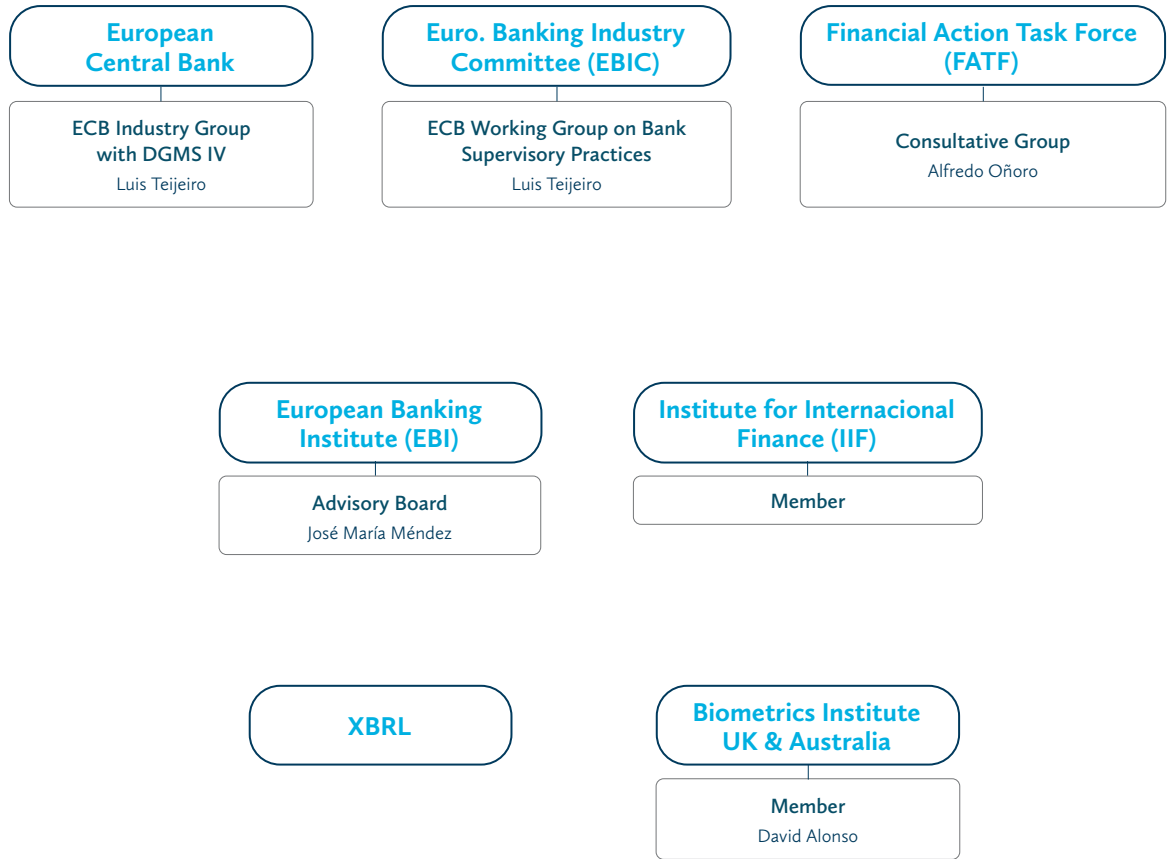 European
Central Bank
ECB Industry Group
with DGMS IV
Luis Teijeiro
Euro. Banking Industry
Committee (EBIC)
ECB Working Group on Bank
Supervisory Practices
Luis Teijeiro
Financial Action Task Force
(FATF)
Consultative Group
Alfredo Oñoro
European Banking
Institute (EBI)
Advisory Board
José María Méndez
Institute for Internacional
Finance (IIF)
Member
XBRL
Biometrics Institute
UK & Australia
Member
David Alonso